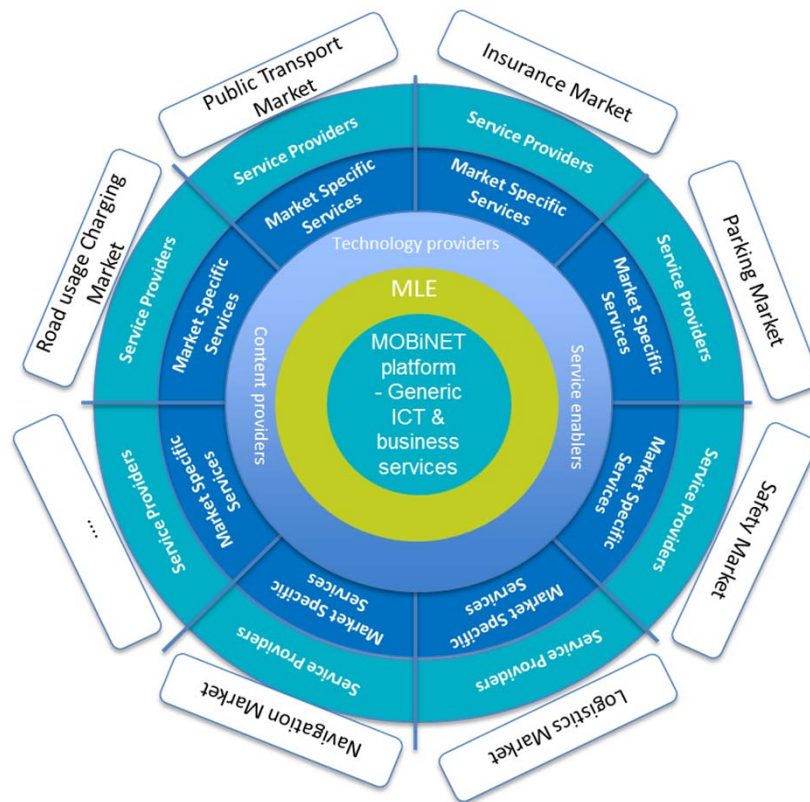 Public Transport
Market
Insurance Market
Parking Market
Safety Market
Logistics Market
Navigation Market
....
Road usage Charging
Market
Service Providers
Service Providers
Service Providers
Service Providers
Service Providers
Service Providers
Service Providers
Service Providers
Market Specific
Services
Market Specific
Services
Market Specific
Services
Market Specific
Services
Market Specific
Services
Market Specific
Services
Market Specific
Services
Market Specific
Services
Technology providers
Service enablers
Content providers
MLE
MOBiNET
platform
- Generic
ICT &
business
services